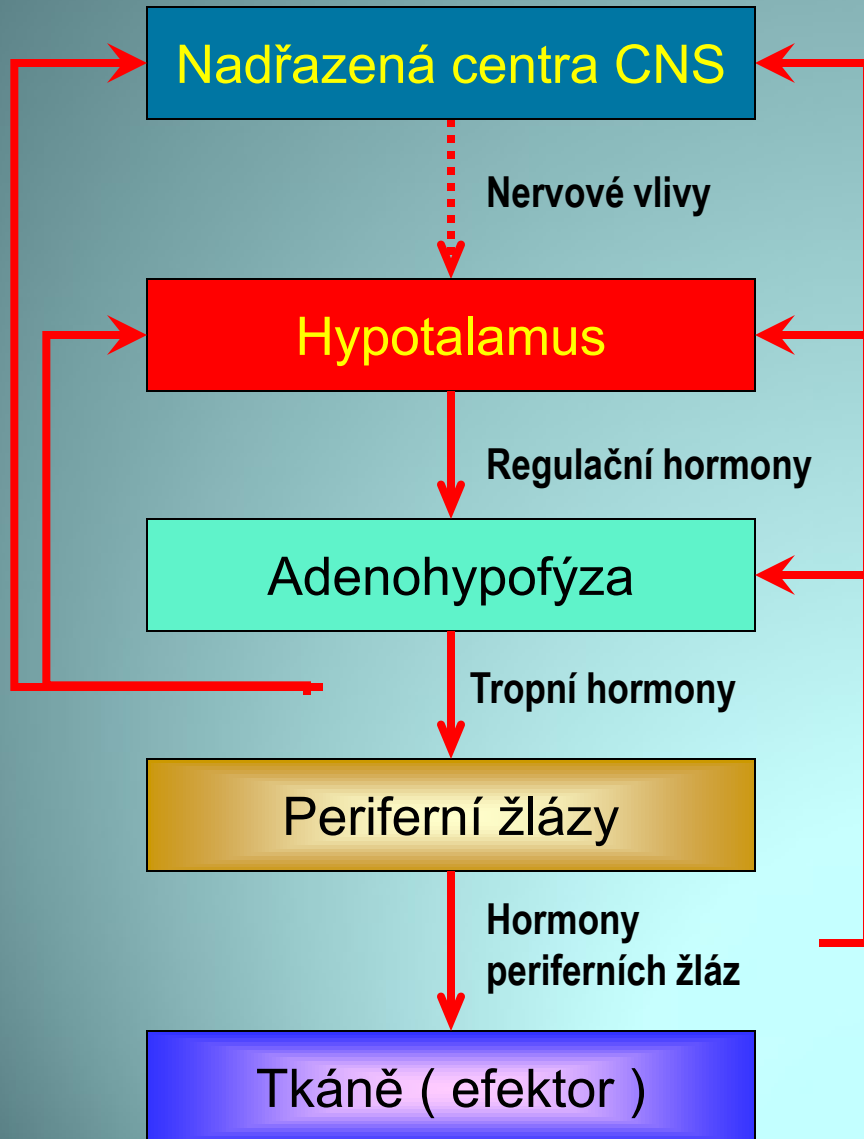 Nadřazená centra CNS
Nervové vlivy
Hypotalamus
Regulační hormony
Adenohypofýza
Tropní hormony
Periferní žlázy
Hormony
periferních žláz
Tkáně ( efektor )